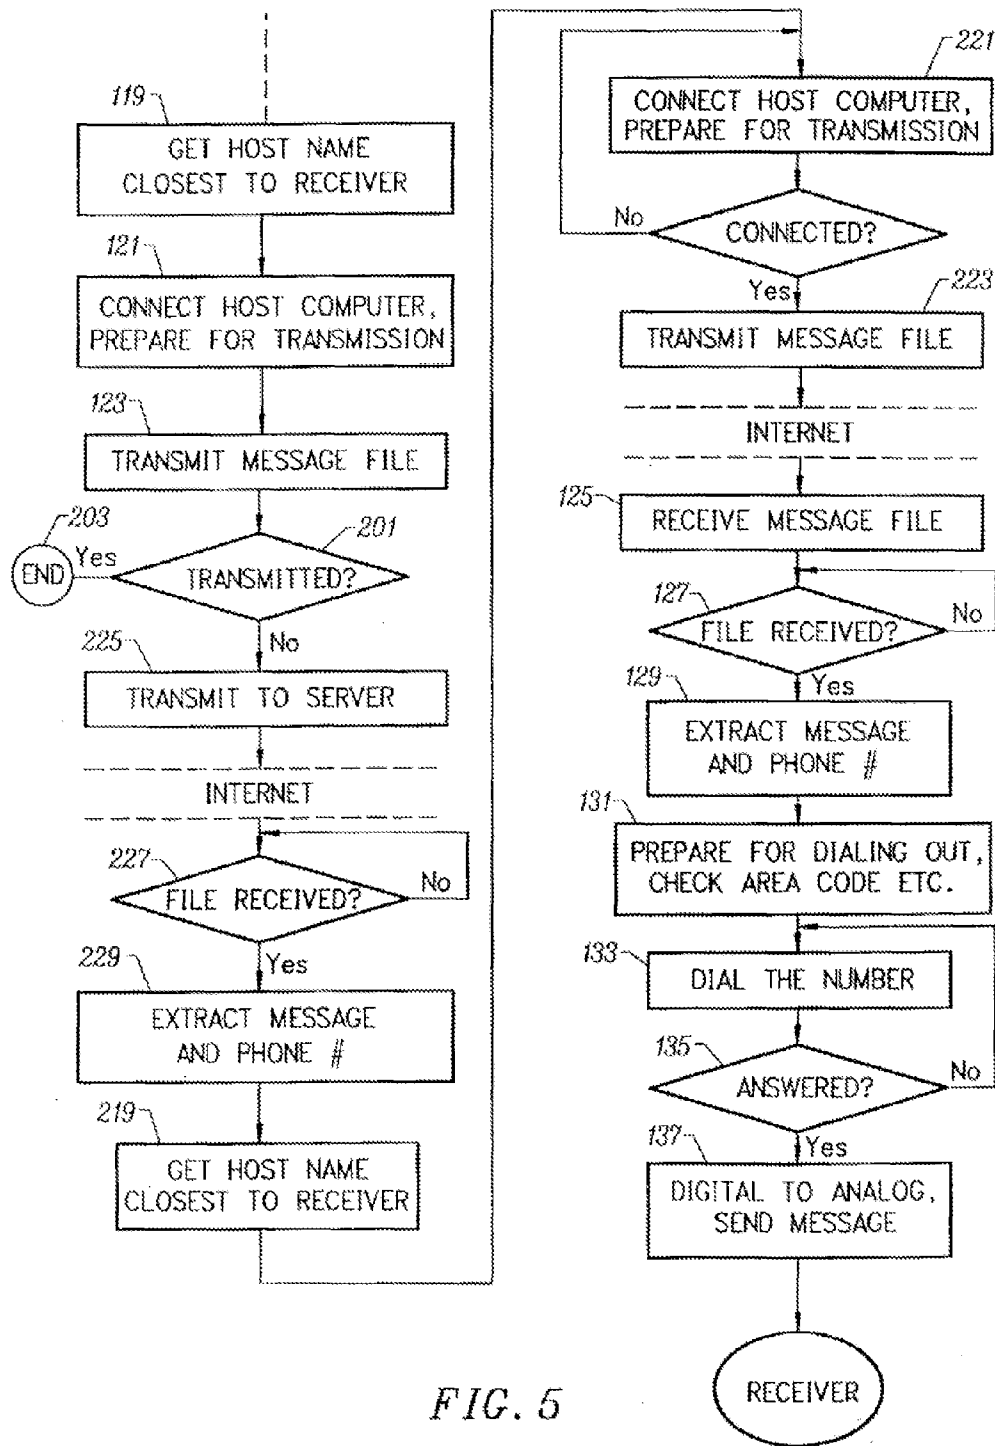 119
GET HOST NAME
CLOSEST TO RECEIVER
121
CONNECT HOST COMPUTER,
PREPARE FOR TRANSMISSION
123
TRANSMIT MESSAGE FILE
203
END
Yes
201
TRANSMITTED?
No
225
TRANSMIT TO SERVER
INTERNET
227
FILE RECEIVED?
No
Yes
229
EXTRACT MESSAGE
AND PHONE #
219
GET HOST NAME
CLOSEST TO RECEIVER
221
CONNECT HOST COMPUTER,
PREPARE FOR TRANSMISSION
No
CONNECTED?
Yes
223
TRANSMIT MESSAGE FILE
INTERNET
125
RECEIVE MESSAGE FILE
127
FILE RECEIVED?
No
Yes
129
EXTRACT MESSAGE
AND PHONE #
131
PREPARE FOR DIALING OUT,
CHECK AREA CODE ETC.
133
DIAL THE NUMBER
135
ANSWERED?
No
Yes
137
DIGITAL TO ANALOG,
SEND MESSAGE
RECEIVER
FIG. 5